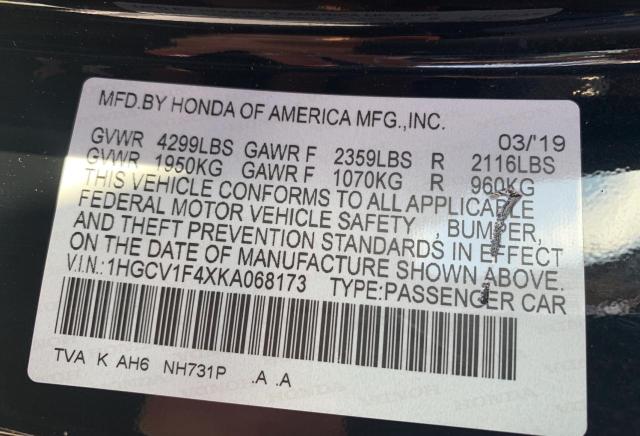 MFD.BY HONDA OF AMERICA MFG.,INC.
03/'19
GVWR 4299LBS GAWR F 2359LBS R 2116LBS
GVWR 1950KG GAWR F 1070KG R 960KG
THIS VEHICLE CONFORMS TO ALL APPLICABLE
FEDERAL MOTOR VEHICLE SAFETY , BUMPER,
AND THEFT PREVENTION STANDARDS IN EFFECT
ON THE DATE OF MANUFACTURE SHOWN ABOVE.
V.I.N.:1HGCV1F4XKA068173 TYPE:PASSENGER CAR
TVA K AH6 NH731P .A .A